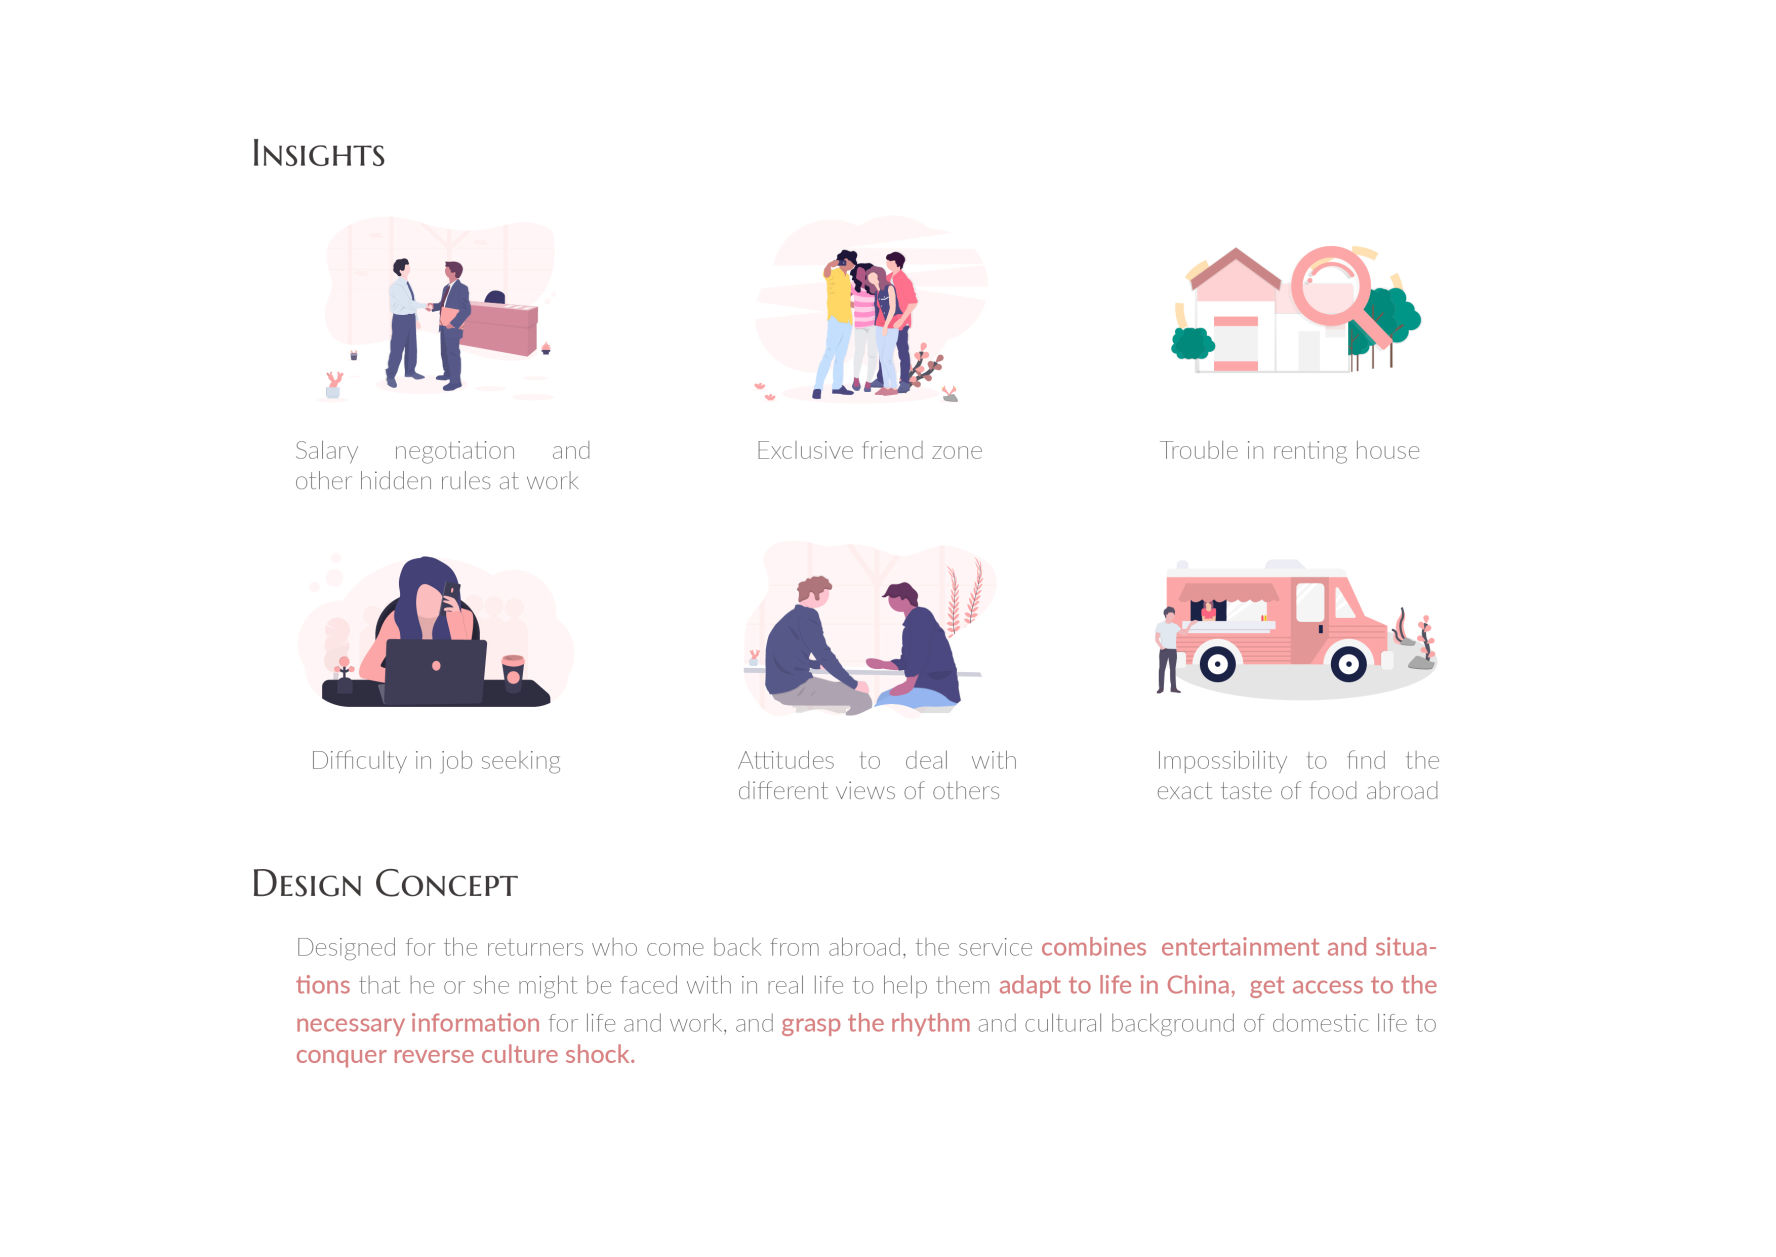 Insights
Salary negotiation and
other hidden rules at work
Exclusive friend zone
Trouble in renting house
Difficulty in job seeking
Attitudes to deal with
different views of others
Impossibility to find the
exact taste of food abroad
Design Concept
Designed for the returners who come back from abroad, the service combines entertainment and situa-
tions that he or she might be faced with in real life to help them adapt to life in China, get access to the
necessary information for life and work, and grasp the rhythm and cultural background of domestic life to
conquer reverse culture shock.